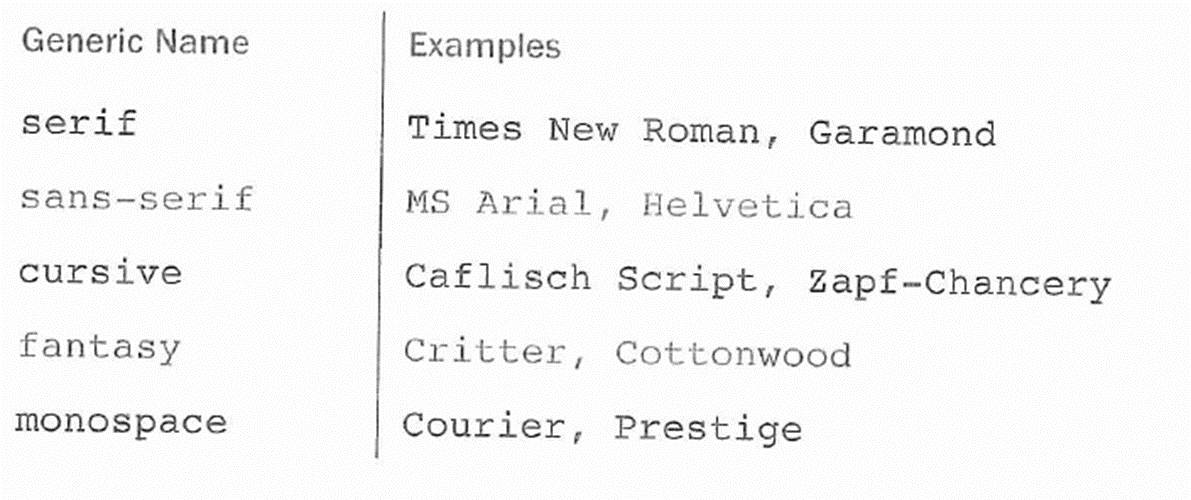 Generic Name Examples
serif Times New Roman, Garamond
sans-serif MS Arial, Helvetica
cursive Caflisch Script, Zapf-Chancery
fantasy Critter, Cottonwood
monospace Courier, Prestige